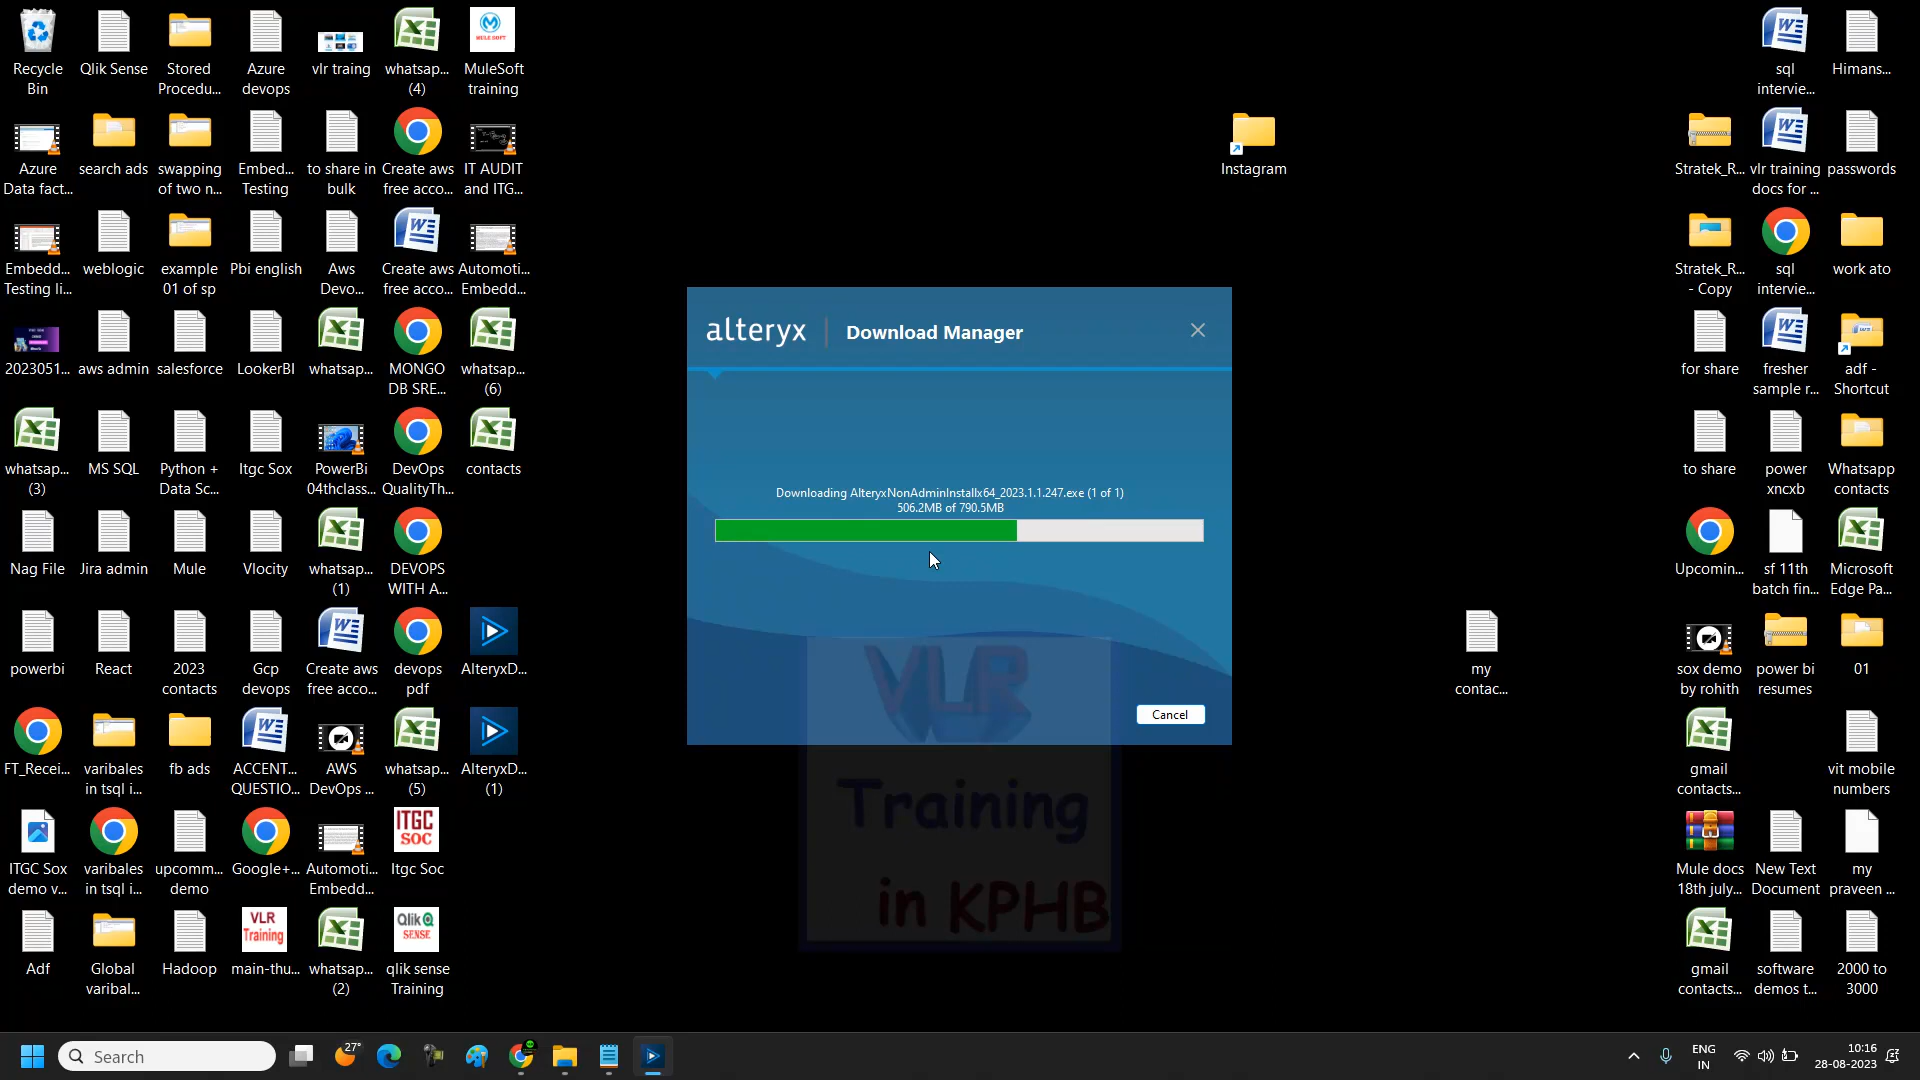 Recycle
Bin
Qlik Sense
Stored
Procedu...
Azure
devops
vlr traing
whatsap...
(4)
MULE SOFT
MuleSoft
training
Azure
Data fact...
search ads
swapping
of two n...
Embed...
Testing
to share in
bulk
Create aws
free acco...
IT AUDIT
and ITG...
Embedd...
Testing li...
weblogic
example
01 of sp
Pbi english
Aws
Devo...
Create aws
free acco...
Automoti...
Embedd...
2023051...
aws admin
salesforce
LookerBI
whatsap...
MONGO
DB SRE...
whatsap...
(6)
whatsap...
(3)
MS SQL
Python +
Data Sc...
Itgc Sox
PowerBi
04thclass...
DevOps
QualityTh...
contacts
Nag File
Jira admin
Mule
Vlocity
whatsap...
(1)
DEVOPS
WITH A...
powerbi
React
2023
contacts
Gcp
devops
Create aws
free acco...
devops
pdf
AlteryxD...
FT_Recei...
varibales
in tsql i...
fb ads
ACCENT...
QUESTIO...
AWS
DevOps ...
whatsap...
(5)
AlteryxD...
(1)
ITGC Sox
demo v...
varibales
in tsql i...
upcomm...
demo
Google+...
Automoti...
Embedd...
ITGC
SOC
Itgc Soc
Adf
Global
varibal...
Hadoop
VLR
Training
main-thu...
whatsap...
(2)
Qlik Q
SENSE
qlik sense
Training
Instagram
alteryx
Download Manager
Downloading AlteryxNonAdminInstallx64_2023.1.1.247.exe (1 of 1)
506.2MB of 790.5MB
Cancel
VLR
Training
in KPHB
my
contac...
sql
intervie...
Himans...
Stratek_R...
vlr training
docs for ...
passwords
Stratek_R...
- Copy
sql
intervie...
work ato
for share
fresher
sample r...
adf -
Shortcut
to share
power
xncxb
Whatsapp
contacts
Upcomin...
sf 11th
batch fin...
Microsoft
Edge Pa...
sox demo
by rohith
power bi
resumes
01
gmail
contacts...
vit mobile
numbers
Mule docs
18th july...
New Text
Document
my
praveen ...
gmail
contacts...
software
demos t...
2000 to
3000
Search
27°
ENG
IN
10:16
28-08-2023